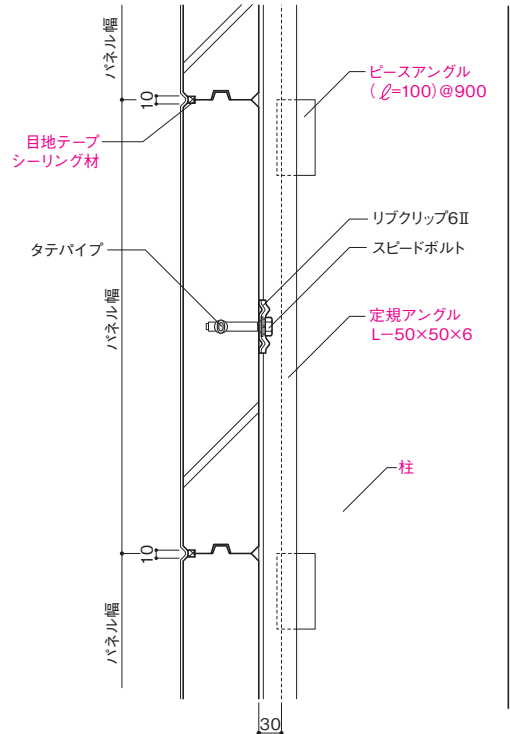 パネル幅
10
ピースアングル
(ℓ=100)@900
目地テープ
シーリング材
リブクリップ6Ⅱ
タテパイプ
スピードボルト
パネル幅
定規アングル
L−50×50×6
柱
10
パネル幅
30